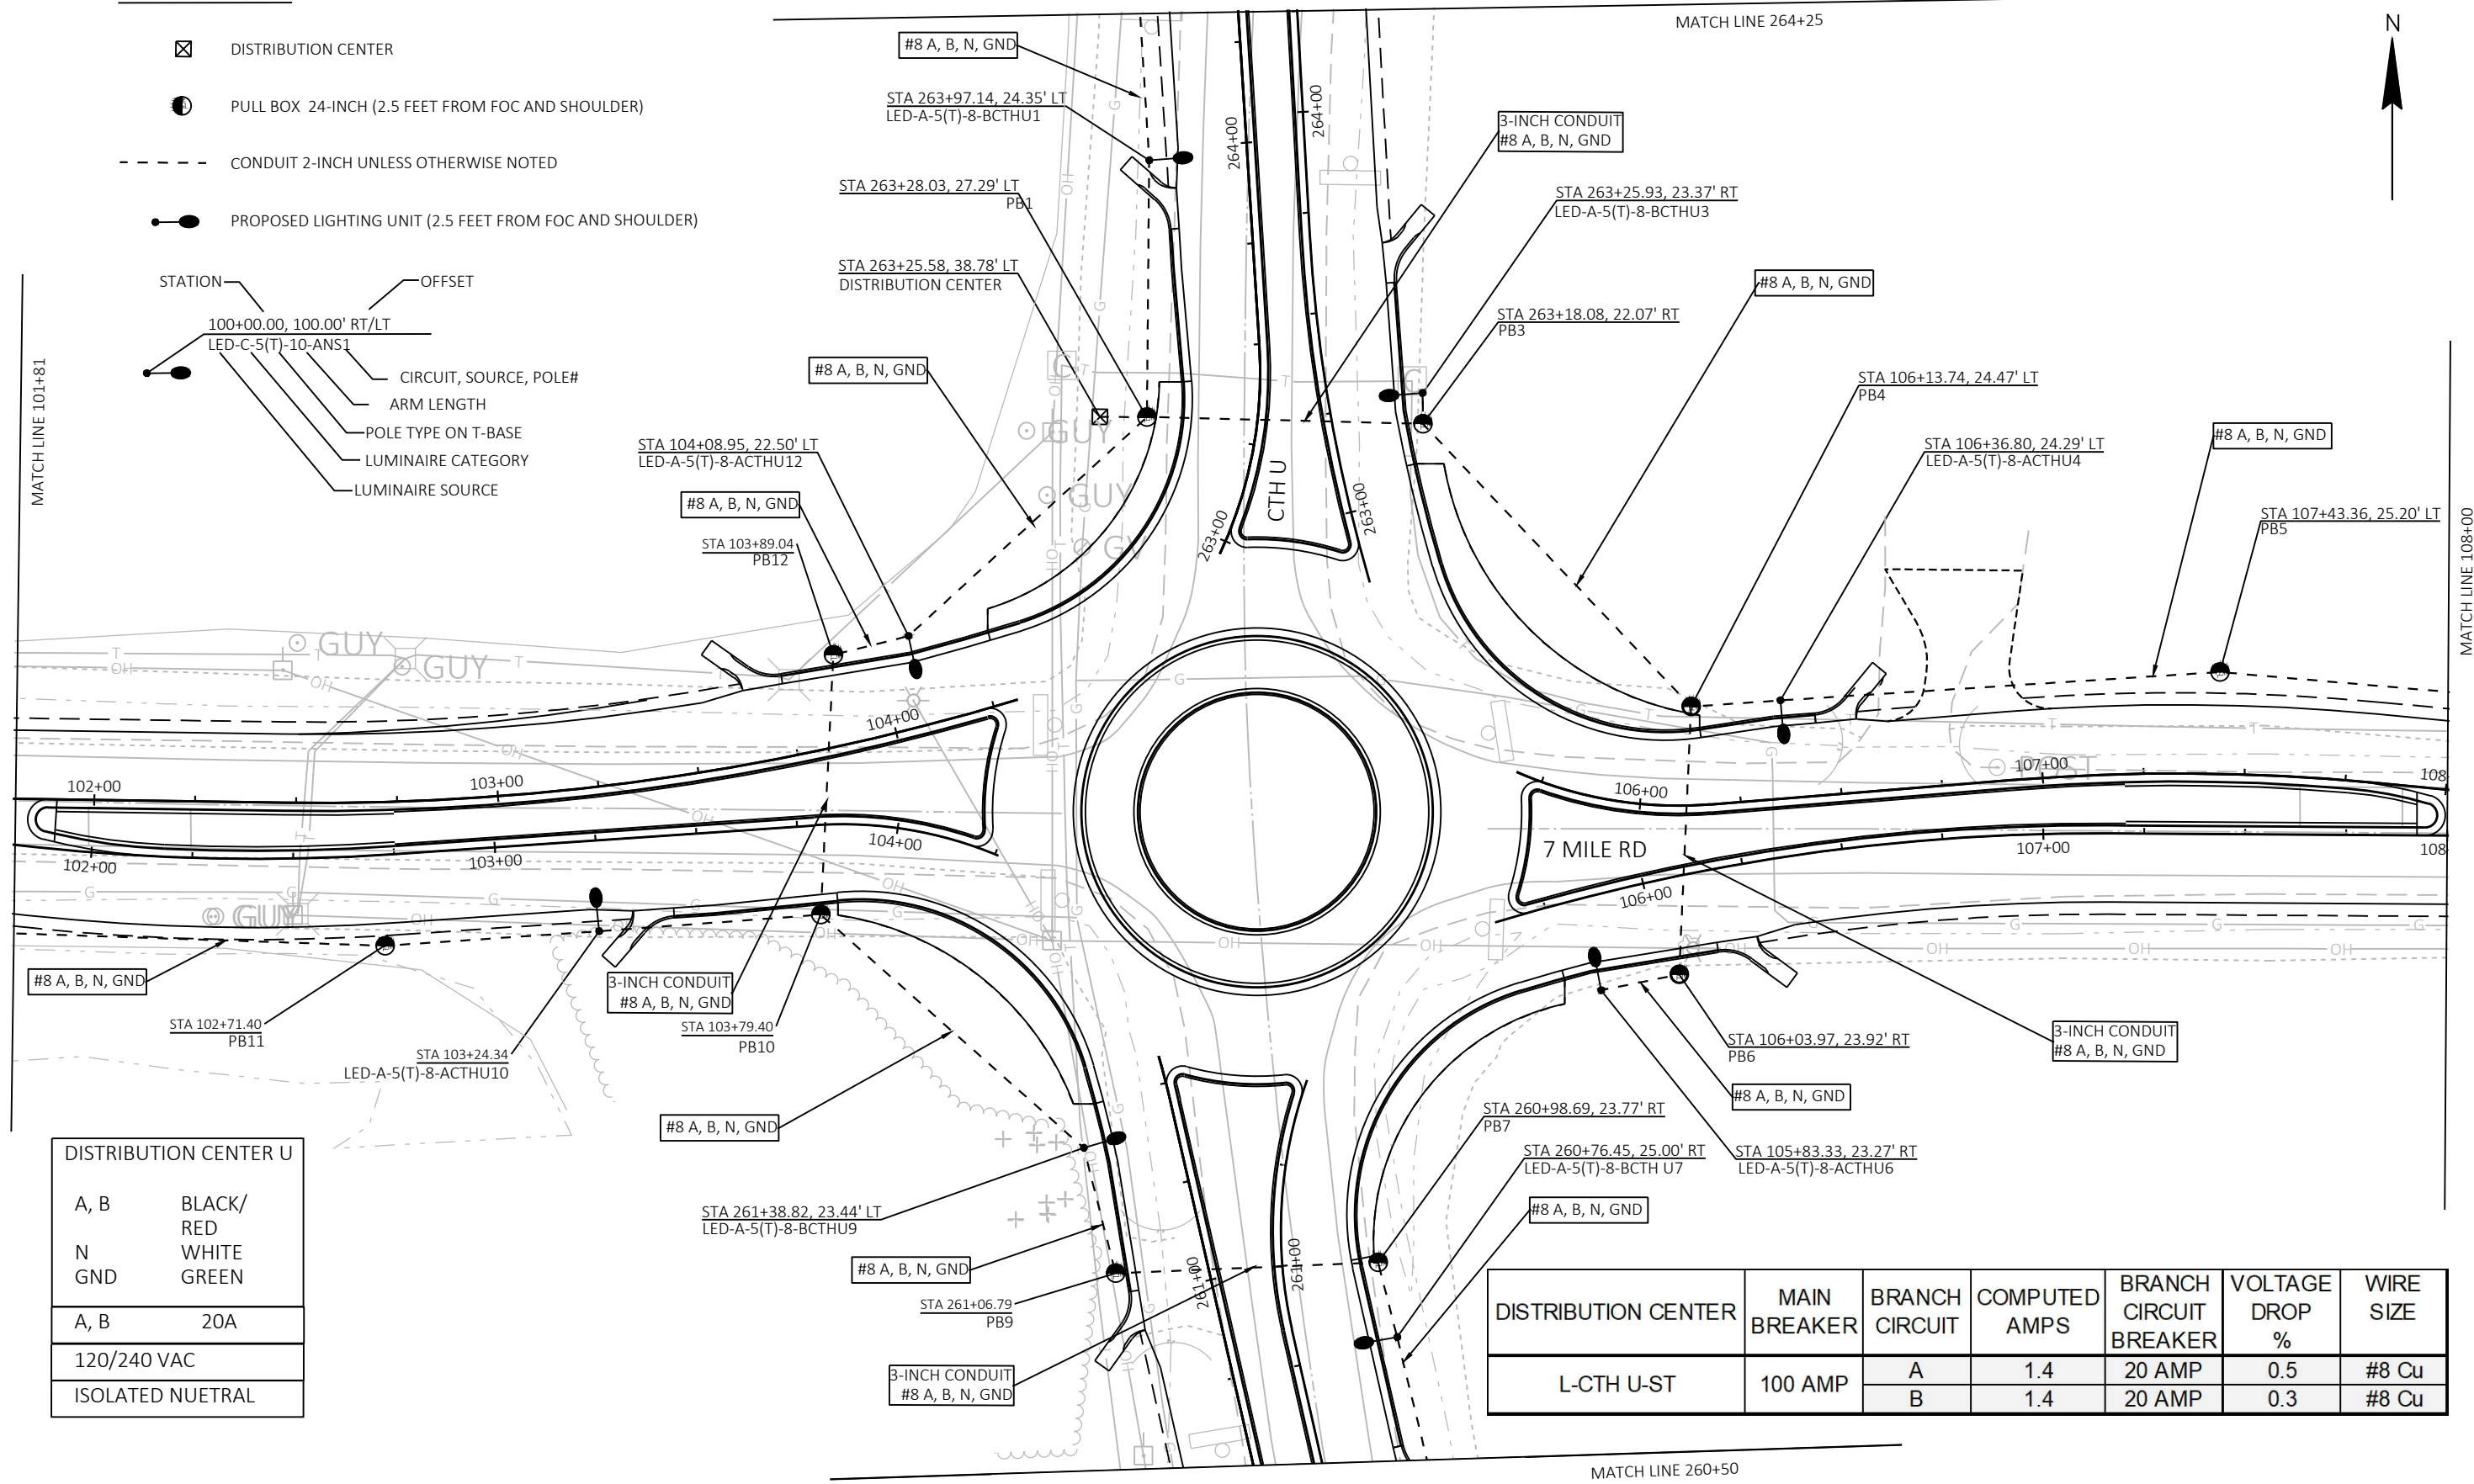 MATCH LINE 264+25
N
DISTRIBUTION CENTER
PULL BOX 24-INCH (2.5 FEET FROM FOC AND SHOULDER)
CONDUIT 2-INCH UNLESS OTHERWISE NOTED
PROPOSED LIGHTING UNIT (2.5 FEET FROM FOC AND SHOULDER)
STATION
OFFSET
100+00.00, 100.00' RT/LT
LED-C-5(T)-10-ANS1
CIRCUIT, SOURCE, POLE#
ARM LENGTH
POLE TYPE ON T-BASE
LUMINAIRE CATEGORY
LUMINAIRE SOURCE
MATCH LINE 101+81
#8 A, B, N, GND
STA 263+97.14, 24.35' LT
LED-A-5(T)-8-BCTHU1
STA 263+28.03, 27.29' LT
PB1
STA 263+25.58, 38.78' LT
DISTRIBUTION CENTER
#8 A, B, N, GND
STA 104+08.95, 22.50' LT
LED-A-5(T)-8-ACTHU12
#8 A, B, N, GND
STA 103+89.04
PB12
264+00
264+00
3-INCH CONDUIT
#8 A, B, N, GND
STA 263+25.93, 23.37' RT
LED-A-5(T)-8-BCTHU3
STA 263+18.08, 22.07' RT
PB3
#8 A, B, N, GND
STA 106+13.74, 24.47' LT
PB4
STA 106+36.80, 24.29' LT
LED-A-5(T)-8-ACTHU4
#8 A, B, N, GND
STA 107+43.36, 25.20' LT
PB5
MATCH LINE 108+00
CTH U
263+00
263+00
GUY
GUY
GV
GUY
GUY
T
T
T
OH
OH
OH
OH
OH
OH
OH
OH
OH
OH
OH
OH
G
G
G
G
G
G
T
T
102+00
103+00
104+00
102+00
103+00
104+00
106+00
107+00
108
106+00
107+00
108
7 MILE RD
POST
GUY
#8 A, B, N, GND
STA 102+71.40
PB11
STA 103+24.34
LED-A-5(T)-8-ACTHU10
3-INCH CONDUIT
#8 A, B, N, GND
STA 103+79.40
PB10
#8 A, B, N, GND
STA 261+38.82, 23.44' LT
LED-A-5(T)-8-BCTHU9
#8 A, B, N, GND
STA 261+06.79
PB9
3-INCH CONDUIT
#8 A, B, N, GND
261+00
261+00
3-INCH CONDUIT
#8 A, B, N, GND
STA 106+03.97, 23.92' RT
PB6
#8 A, B, N, GND
STA 260+98.69, 23.77' RT
PB7
STA 260+76.45, 25.00' RT
LED-A-5(T)-8-BCTH U7
STA 105+83.33, 23.27' RT
LED-A-5(T)-8-ACTHU6
#8 A, B, N, GND
DISTRIBUTION CENTER U
A, B BLACK/
RED
N WHITE
GND GREEN
A, B 20A
120/240 VAC
ISOLATED NUETRAL
DISTRIBUTION CENTER MAIN BREAKER BRANCH CIRCUIT COMPUTED AMPS BRANCH CIRCUIT BREAKER VOLTAGE DROP % WIRE SIZE
L-CTH U-ST 100 AMP A 1.4 20 AMP 0.5 #8 Cu
B 1.4 20 AMP 0.3 #8 Cu
MATCH LINE 260+50